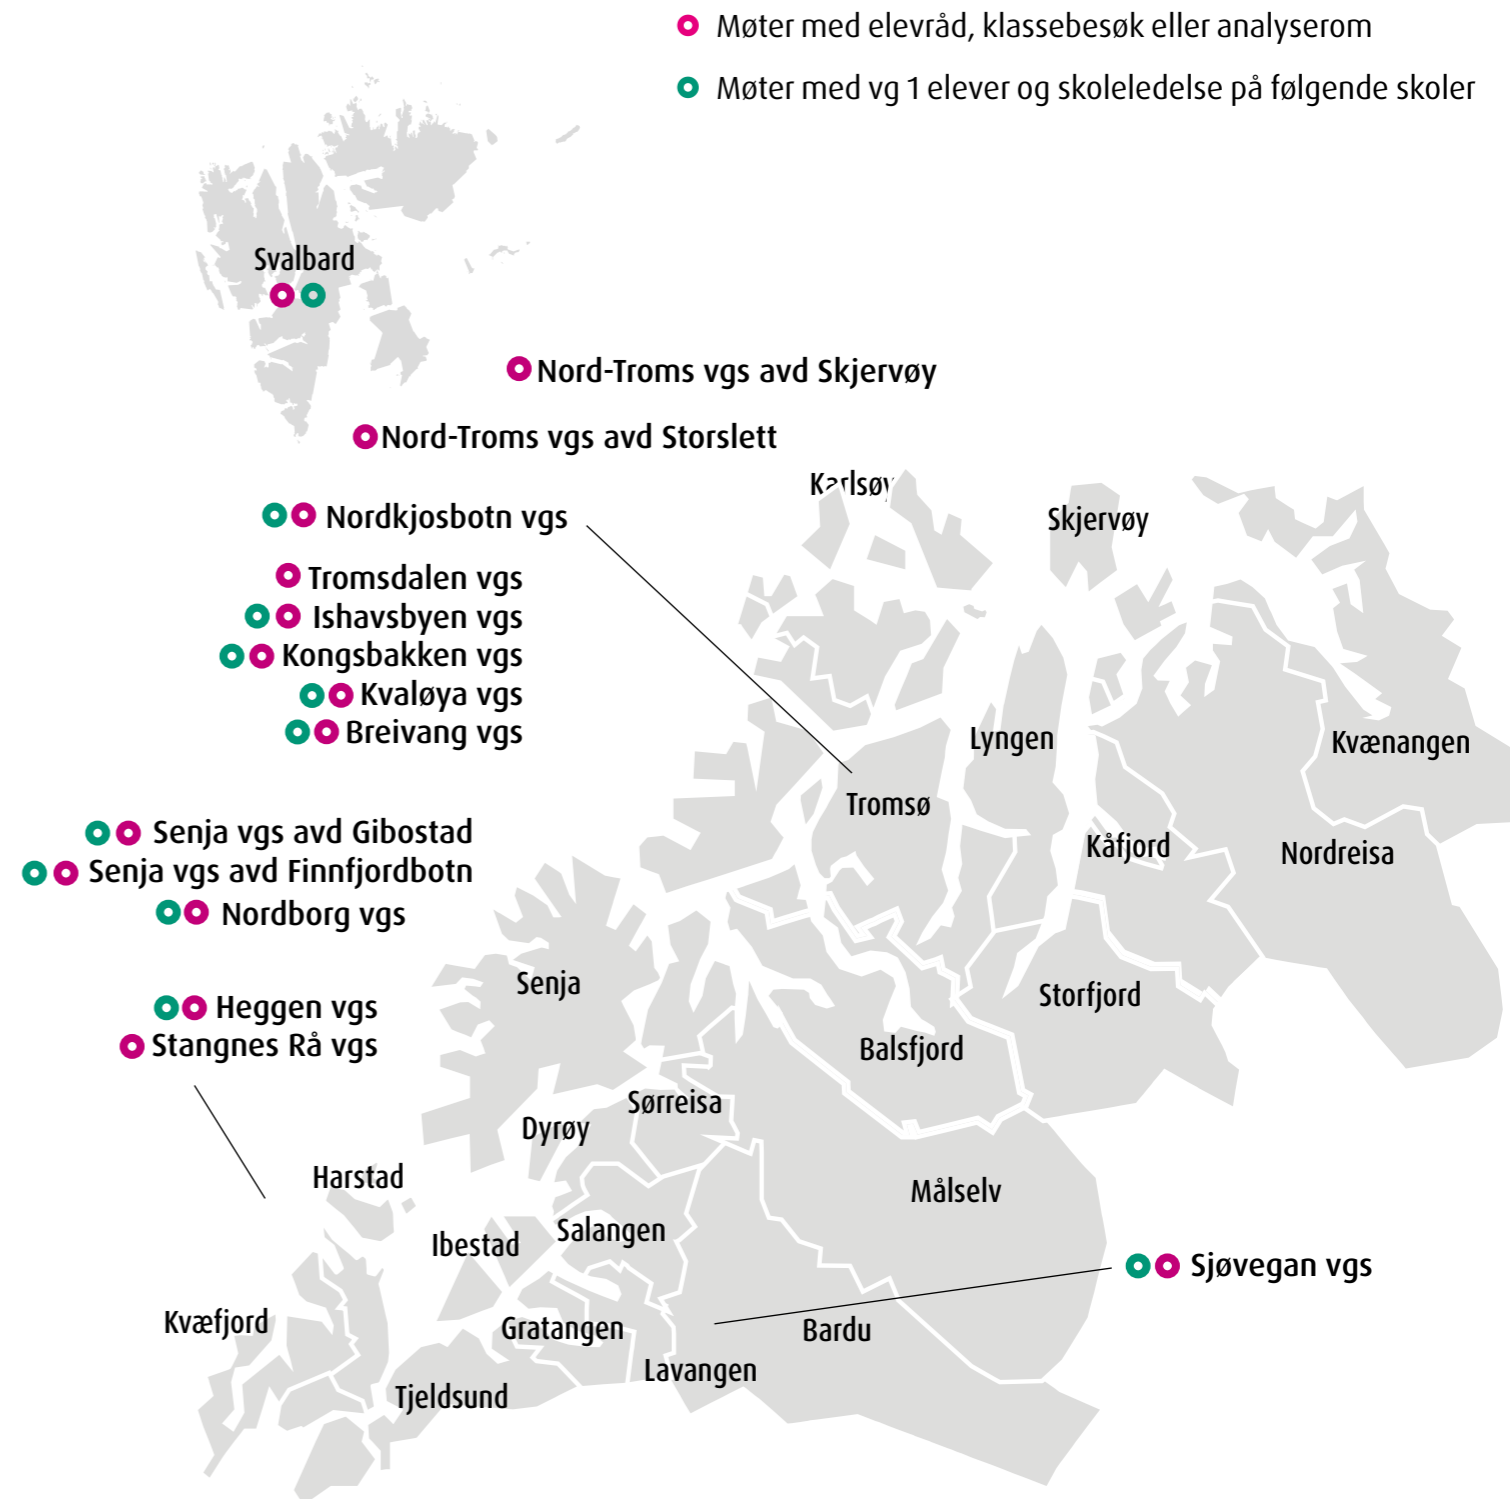 Møter med elevråd, klassebesøk eller analyserom
Møter med vg 1 elever og skoleledelse på følgende skoler
Svalbard
Nord-Troms vgs avd Skjervøy
Nord-Troms vgs avd Storslett
Karlsøy
Skjervøy
Nordkjosbotn vgs
Tromsdalen vgs
Ishavsbyen vgs
Kongsbakken vgs
Kvaløya vgs
Breivang vgs
Lyngen
Kvænangen
Tromsø
Kåfjord
Nordreisa
Senja vgs avd Gibostad
Senja vgs avd Finnfjordbotn
Nordborg vgs
Senja
Storfjord
Heggen vgs
Stangnes Rå vgs
Balsfjord
Sørreisa
Dyrøy
Harstad
Målselv
Salangen
Ibestad
Sjøvegan vgs
Kvæfjord
Gratangen
Bardu
Lavangen
Tjeldsund